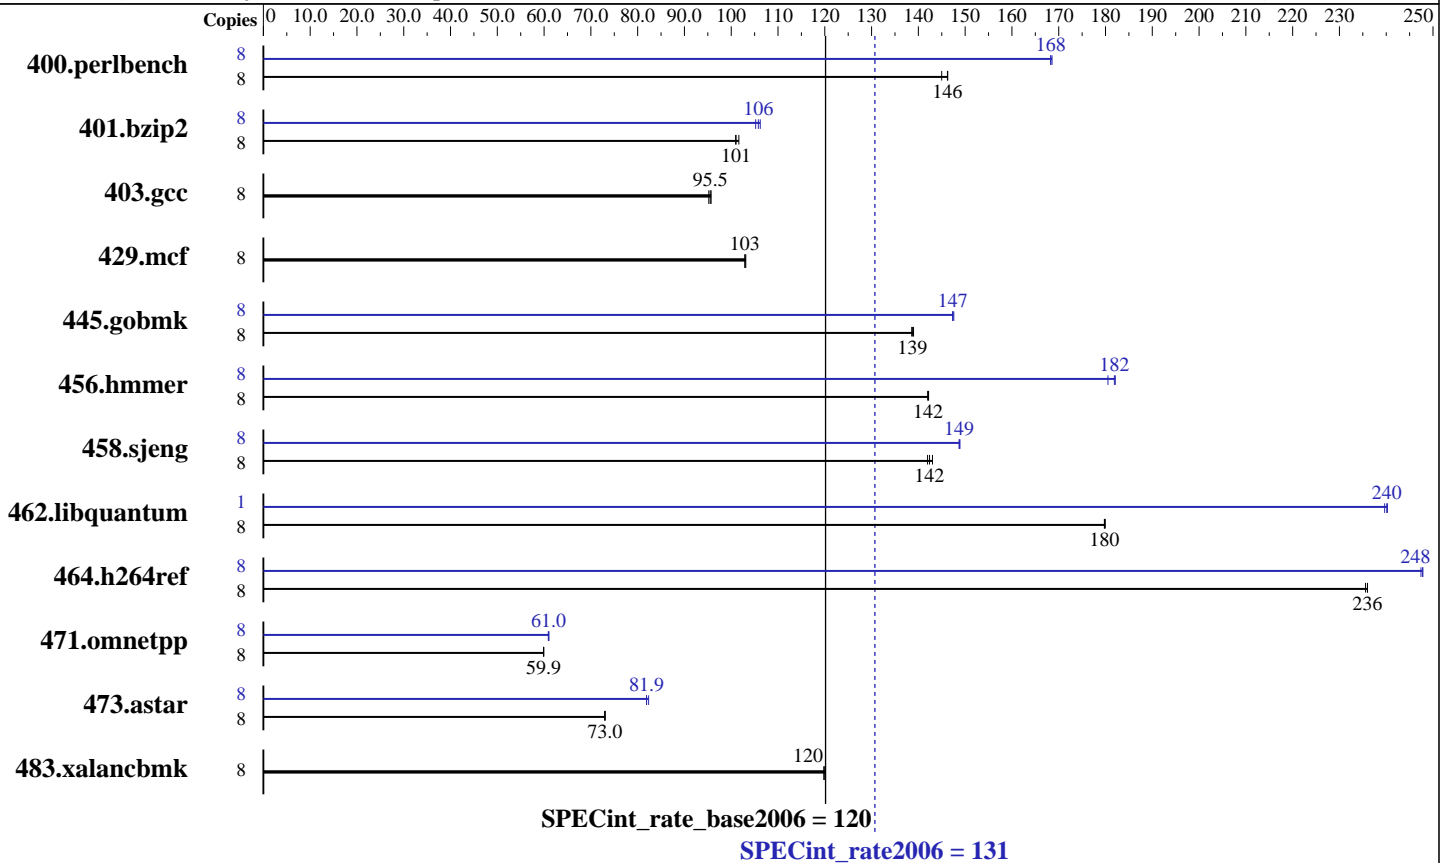 Copies 0 10.0 20.0 30.0 40.0 50.0 60.0 70.0 80.0 90.0 100 110 120 130 140 150 160 170 180 190 200 210 220 230 250
400.perlbench 8 168
8 146
401.bzip2 8 106
8 101
403.gcc 8 95.5
429.mcf 8 103
445.gobmk 8 147
8 139
456.hmmer 8 182
8 142
458.sjeng 8 149
8 142
462.libquantum 1 240
8 180
464.h264ref 8 248
8 236
471.omnetpp 8 61.0
8 59.9
473.astar 8 81.9
8 73.0
483.xalancbmk 8 120
SPECint_rate_base2006 = 120
SPECint_rate2006 = 131